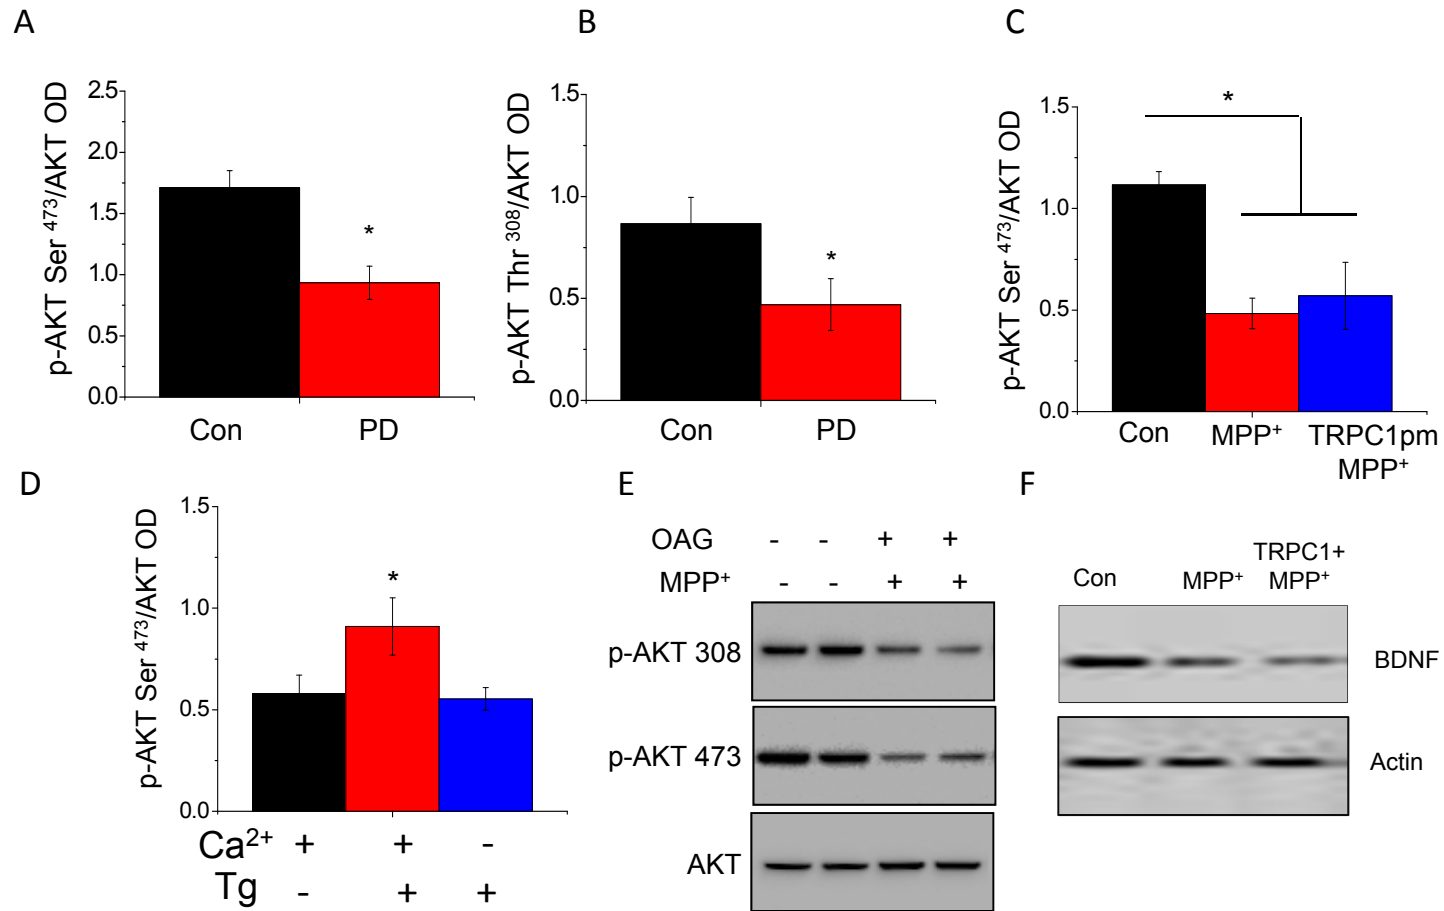 A
p-AKT Ser 473/AKT OD
2.5
2.0
1.5
1.0
0.5
0.0
*
Con PD
B
p-AKT Thr 308/AKT OD
1.5
1.0
0.5
0.0
*
Con PD
C
p-AKT Ser 473/AKT OD
1.5
1.0
0.5
0.0
*
Con MPP+ TRPC1pm
MPP+
D
p-AKT Ser 473/AKT OD
1.5
1.0
0.5
0.0
*
Ca2+ + + -
Tg - + +
E
OAG - - + +
MPP+ - - + +
p-AKT 308
p-AKT 473
AKT
F
Con MPP+ TRPC1+
MPP+
BDNF
Actin